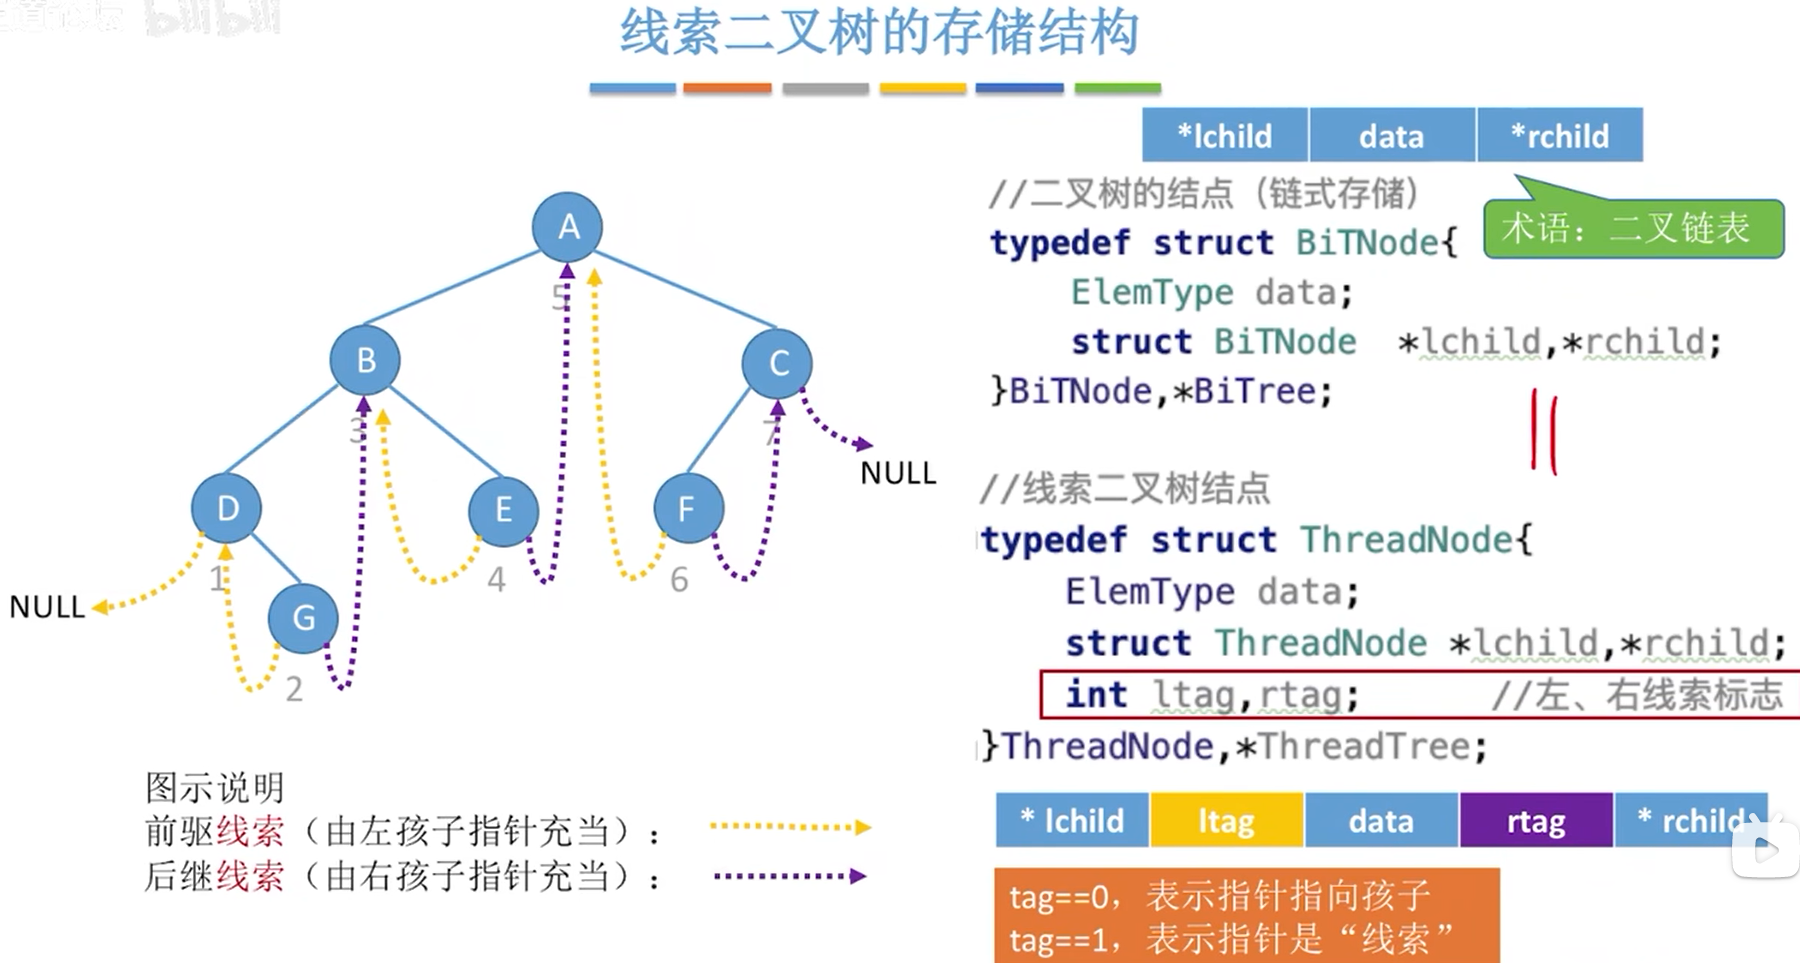 bilibili
线索二叉树的存储结构
*lchild data *rchild
//二叉树的结点（链式存储）
术语：二叉链表
typedef struct BiTNode{
ElemType data;
struct BiTNode *lchild,*rchild;
}BiTNode,*BiTree;
//线索二叉树结点
typedef struct ThreadNode{
ElemType data;
struct ThreadNode *lchild,*rchild;
int ltag,rtag; //左、右线索标志
}ThreadNode,*ThreadTree;
* lchild ltag data rtag * rchild
tag==0，表示指针指向孩子
tag==1，表示指针是“线索”
A
5
B
C
3
7
NULL
D
E
F
1
4
6
NULL
G
2
图示说明
前驱线索（由左孩子指针充当）：
后继线索（由右孩子指针充当）：